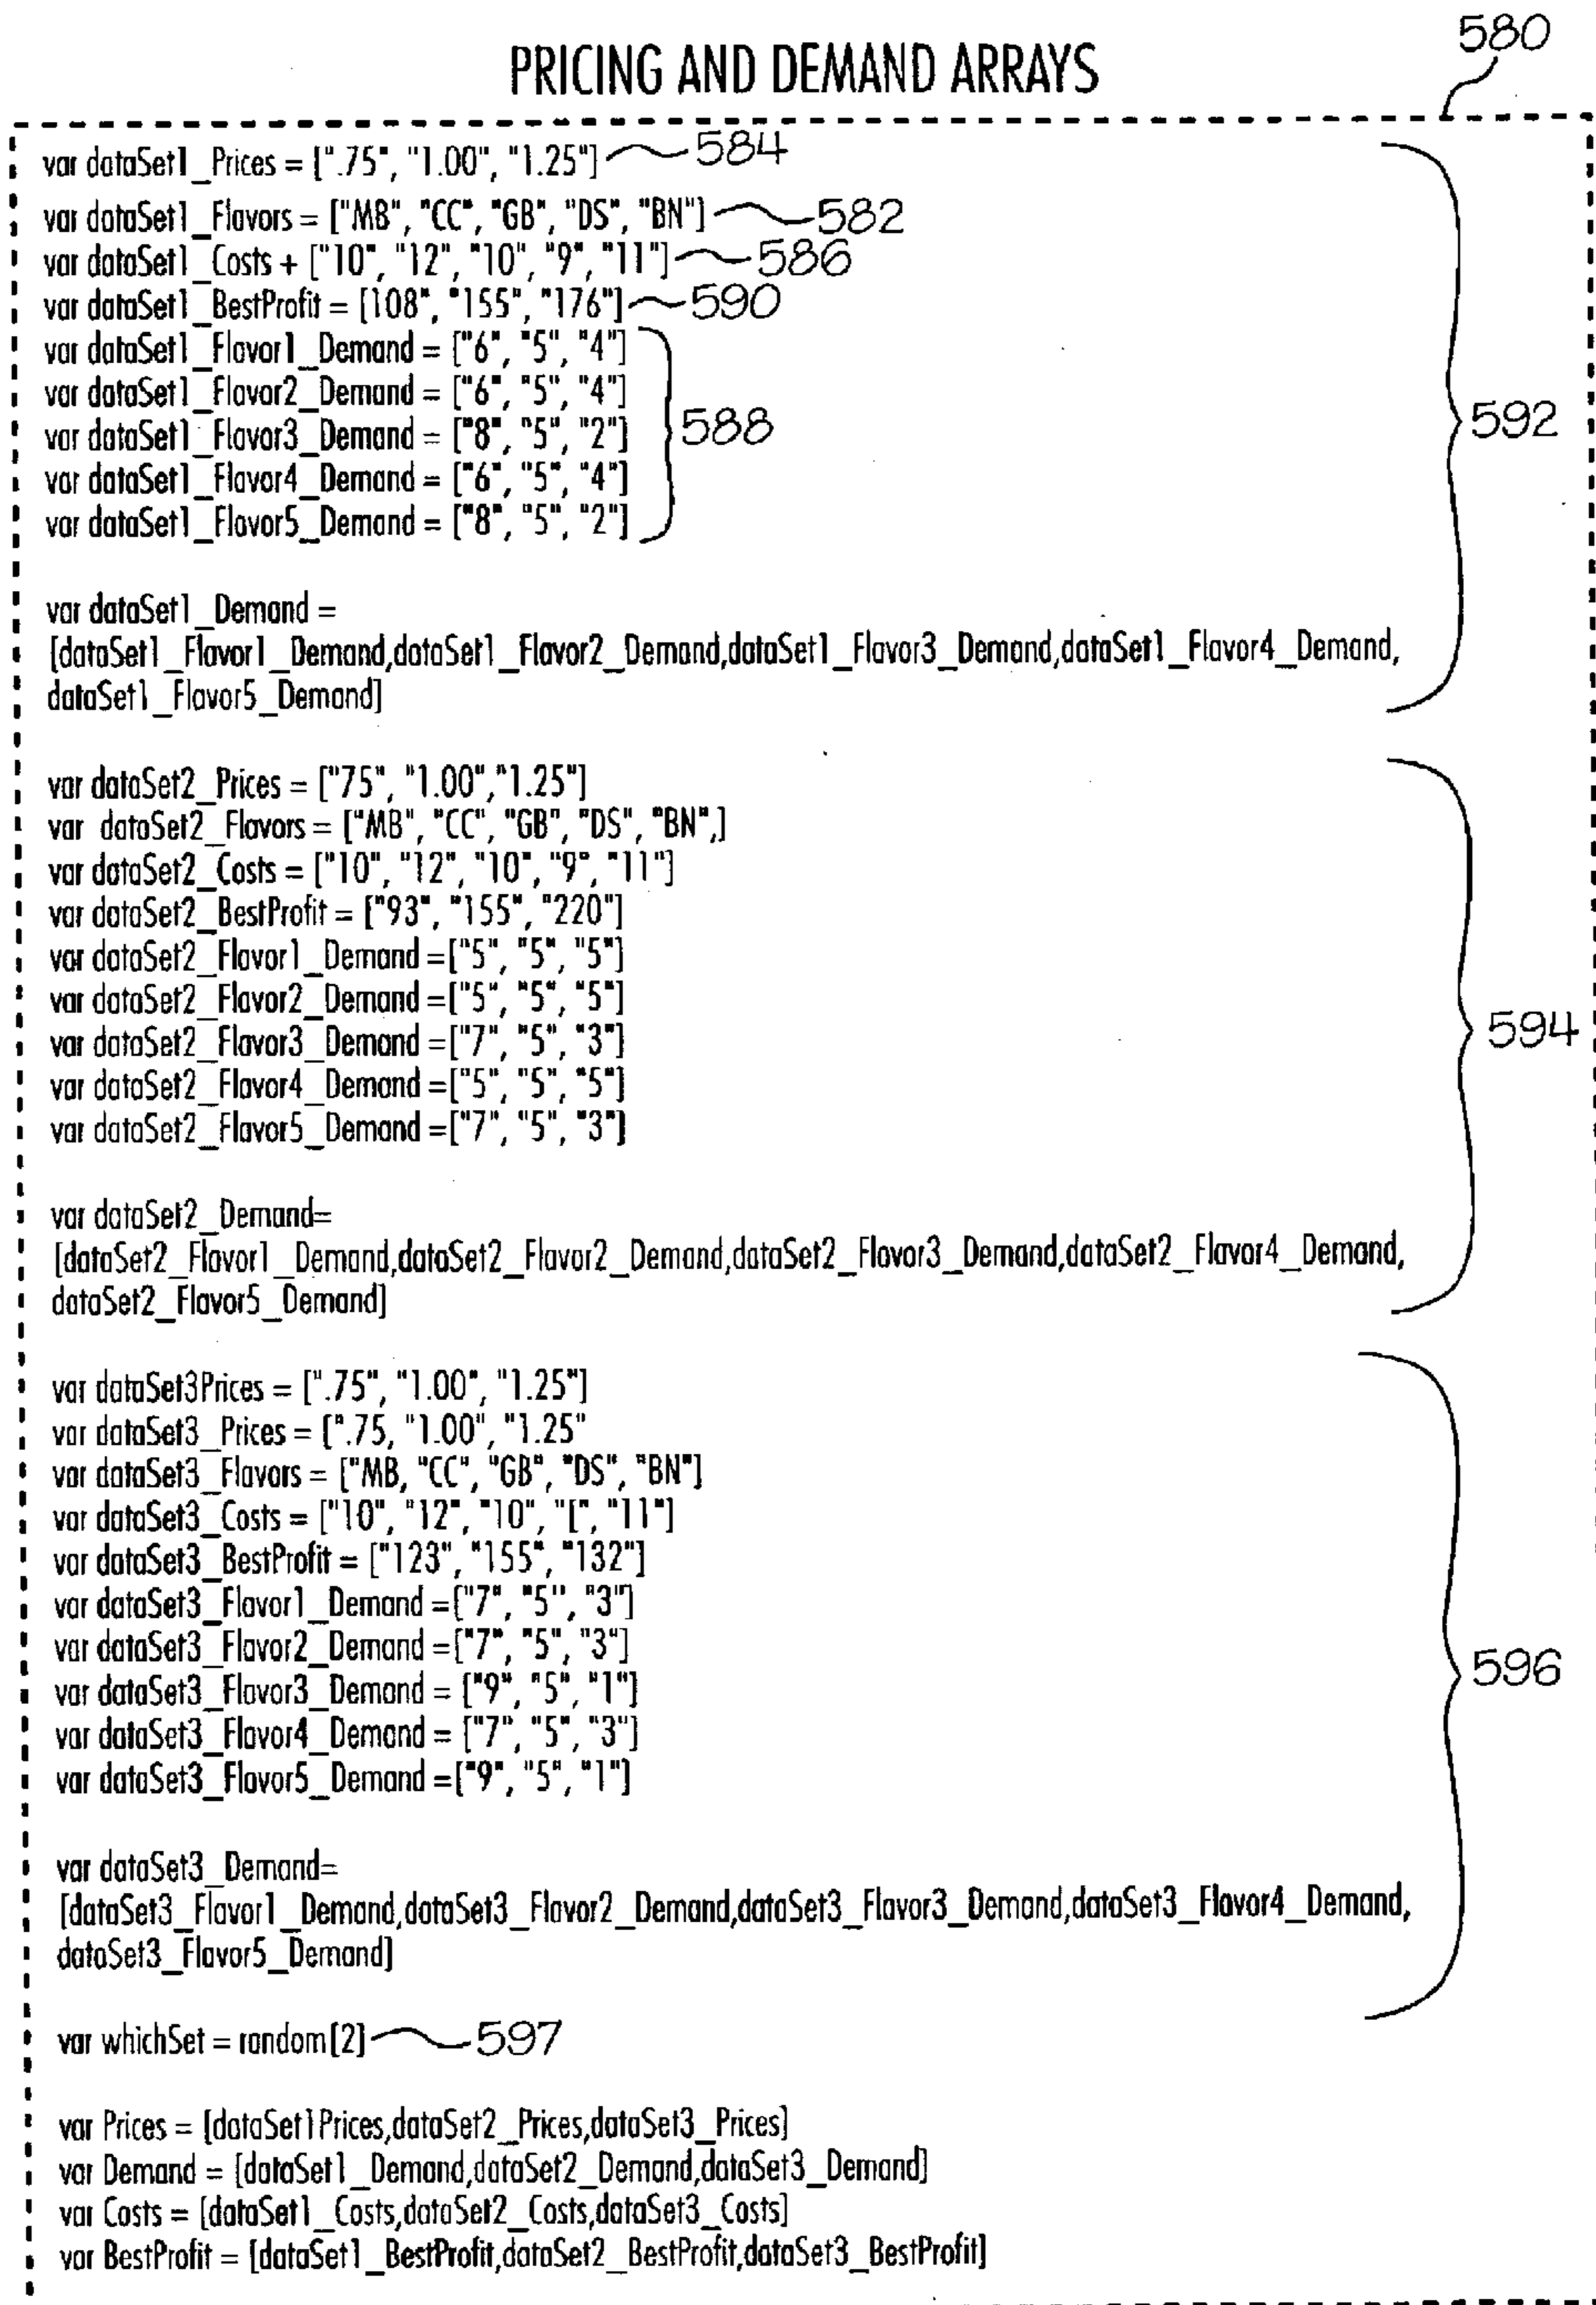 580
PRICING AND DEMAND ARRAYS
var dataSet1_Prices = [".75", "1.00", "1.25"] 584
var dataSet1_Flavors = ["MB", "CC", "GB", "DS", "BN"] 582
var dataSet1_Costs + ["10", "12", "10", "9", "11"] 586
var dataSet1_BestProfit = [108", "155", "176"] 590
var dataSet1_Flavor1_Demand = ["6", "5", "4"]
var dataSet1_Flavor2_Demand = ["6", "5", "4"]
var dataSet1_Flavor3_Demand = ["8", "5", "2"] 588 592
var dataSet1_Flavor4_Demand = ["6", "5", "4"]
var dataSet1_Flavor5_Demand = ["8", "5", "2"]
var dataSet1_Demand =
[dataSet1_Flavor1_Demand,dataSet1_Flavor2_Demand,dataSet1_Flavor3_Demand,dataSet1_Flavor4_Demand,
dataSet1_Flavor5_Demand]
var dataSet2_Prices = ["75", "1.00","1.25"]
var dataSet2_Flavors = ["MB", "CC", "GB", "DS", "BN",]
var dataSet2_Costs = ["10", "12", "10", "9", "11"]
var dataSet2_BestProfit = ["93", "155", "220"]
var dataSet2_Flavor1_Demand =["5", "5", "5"]
var dataSet2_Flavor2_Demand =["5", "5", "5"]
var dataSet2_Flavor3_Demand =["7", "5", "3"] 594
var dataSet2_Flavor4_Demand =["5", "5", "5"]
var dataSet2_Flavor5_Demand =["7", "5", "3"]
var dataSet2_Demand=
[dataSet2_Flavor1_Demand,dataSet2_Flavor2_Demand,dataSet2_Flavor3_Demand,dataSet2_Flavor4_Demand,
dataSet2_Flavor5_Demand]
var dataSet3Prices = [".75", "1.00", "1.25"]
var dataSet3_Prices = [".75, "1.00", "1.25"
var dataSet3_Flavors = ["MB, "CC", "GB", "DS", "BN"]
var dataSet3_Costs = ["10", "12", "10", "[", "11"]
var dataSet3_BestProfit = ["123", "155", "132"]
var dataSet3_Flavor1_Demand =["7", "5", "3"]
var dataSet3_Flavor2_Demand =["7", "5", "3"]
var dataSet3_Flavor3_Demand = ["9", "5", "1"] 596
var dataSet3_Flavor4_Demand = ["7", "5", "3"]
var dataSet3_Flavor5_Demand =["9", "5", "1"]
var dataSet3_Demand=
[dataSet3_Flavor1_Demand,dataSet3_Flavor2_Demand,dataSet3_Flavor3_Demand,dataSet3_Flavor4_Demand,
dataSet3_Flavor5_Demand]
var whichSet = random[2] 597
var Prices = [dataSet1Prices,dataSet2_Prices,dataSet3_Prices]
var Demand = [dataSet1_Demand,dataSet2_Demand,dataSet3_Demand]
var Costs = [dataSet1_Costs,dataSet2_Costs,dataSet3_Costs]
var BestProfit = [dataSet1_BestProfit,dataSet2_BestProfit,dataSet3_BestProfit]